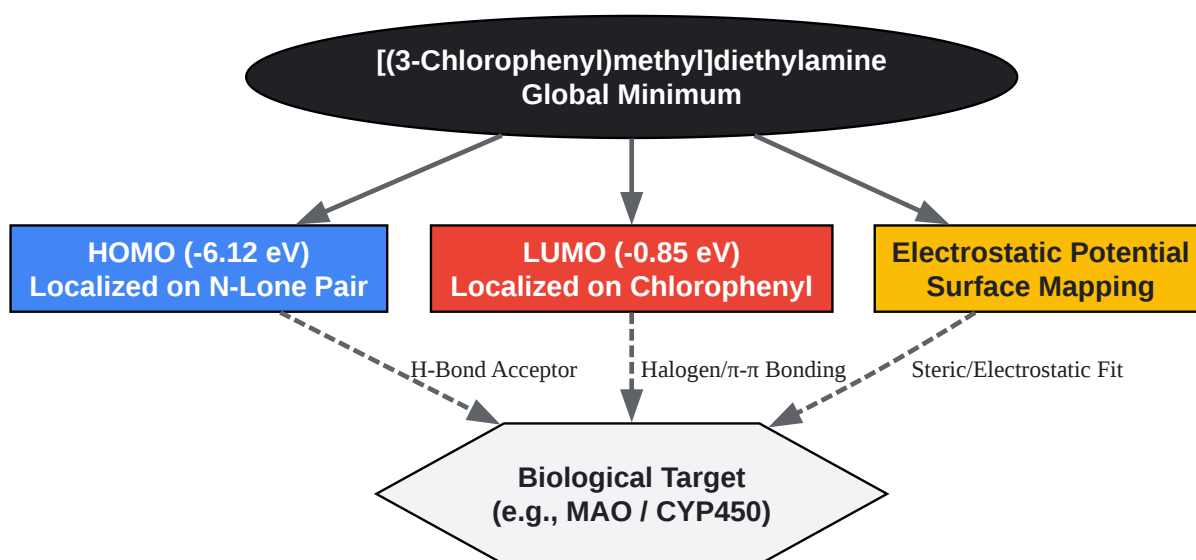 [(3-Chlorophenyl)methyl]diethylamine
Global Minimum
HOMO (-6.12 eV)
Localized on N-Lone Pair
LUMO (-0.85 eV)
Localized on Chlorophenyl
Electrostatic Potential
Surface Mapping
H-Bond Acceptor
Halogen/π-π Bonding
Steric/Electrostatic Fit
Biological Target
(e.g., MAO / CYP450)